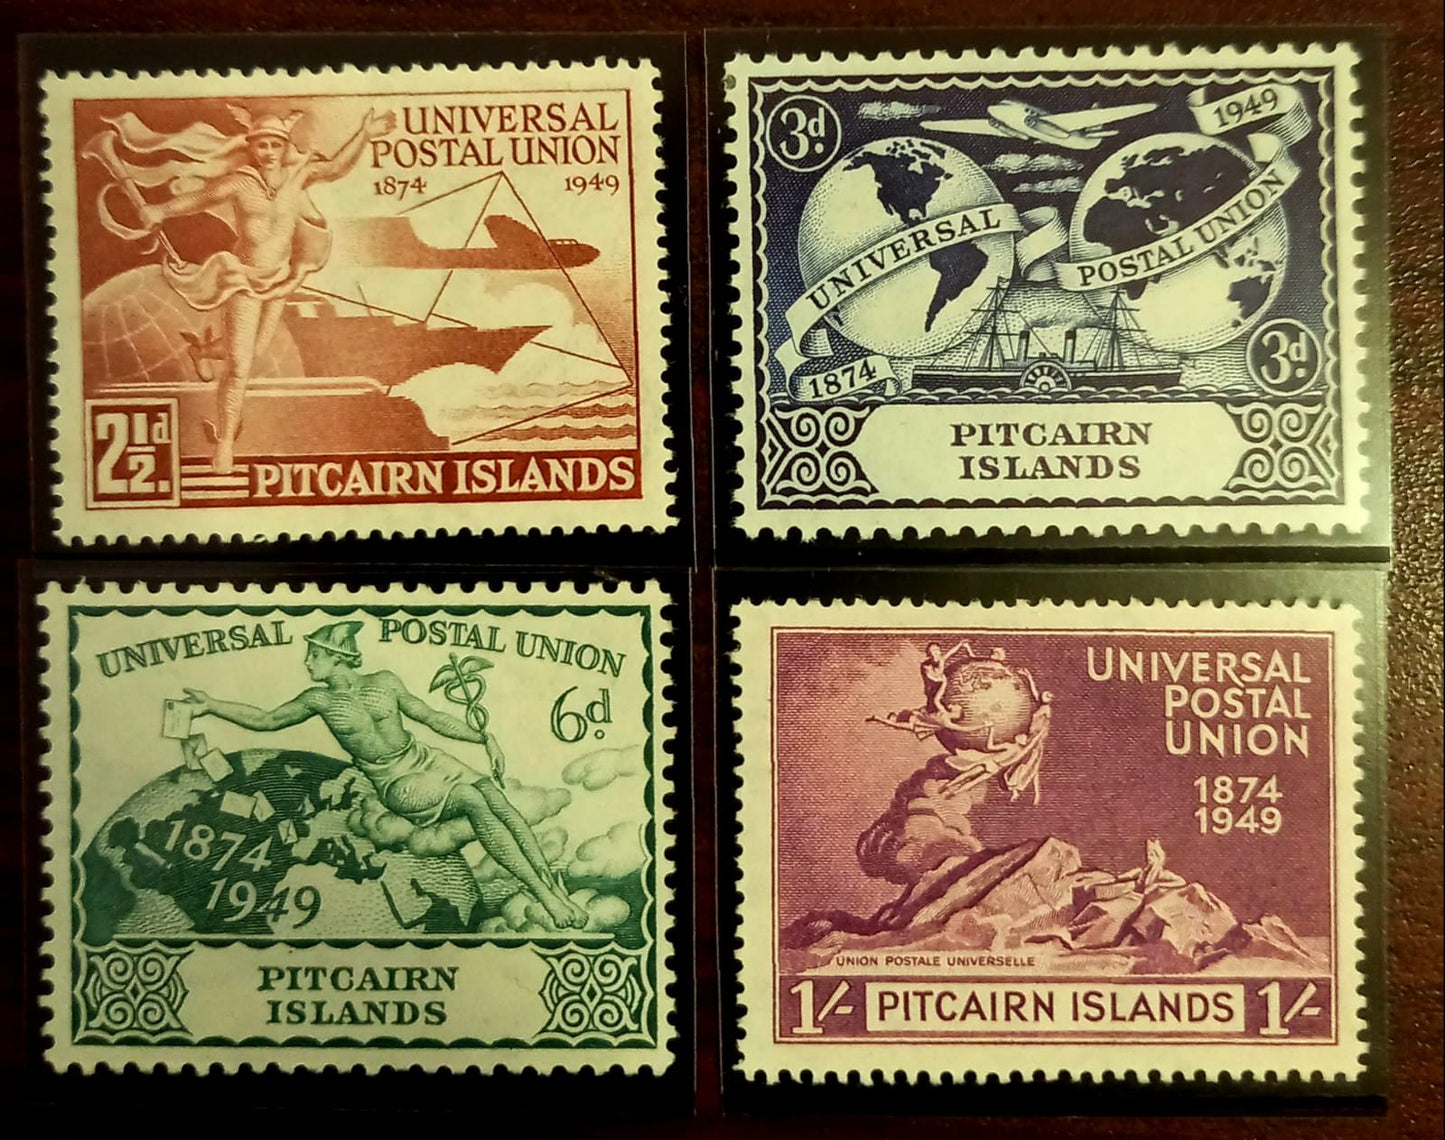 UNIVERSAL
POSTAL UNION
1874 1949
2½d.
PITCAIRN ISLANDS
3d.
1949
UNIVERSAL
POSTAL UNION
1874
3d.
PITCAIRN
ISLANDS
UNIVERSAL POSTAL UNION
6d.
1874
1949
PITCAIRN
ISLANDS
UNIVERSAL
POSTAL
UNION
1874
1949
UNION POSTALE UNIVERSELLE
1/- PITCAIRN ISLANDS 1/-